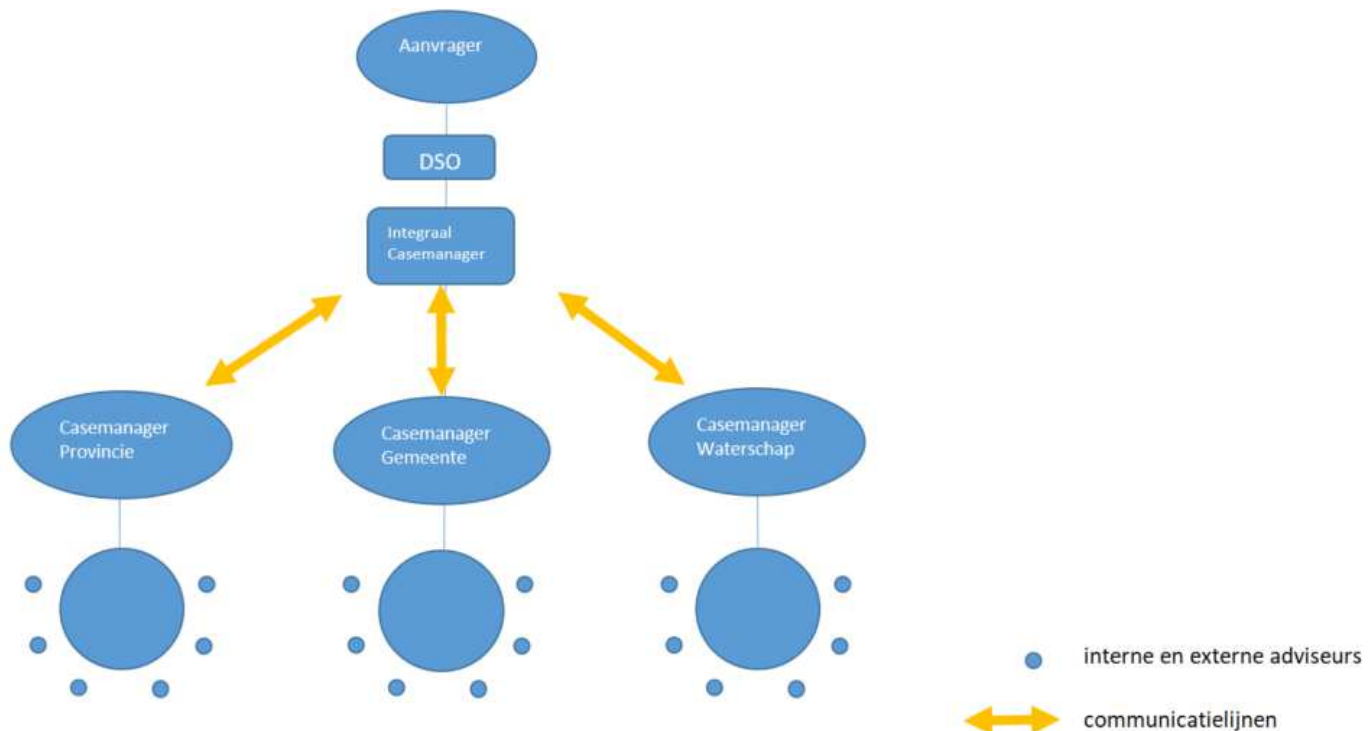 Aanvrager
DSO
Integraal
Casemanager
Casemanager
Provincie
Casemanager
Gemeente
Casemanager
Waterschap
interne en externe adviseurs
communicatielijnen